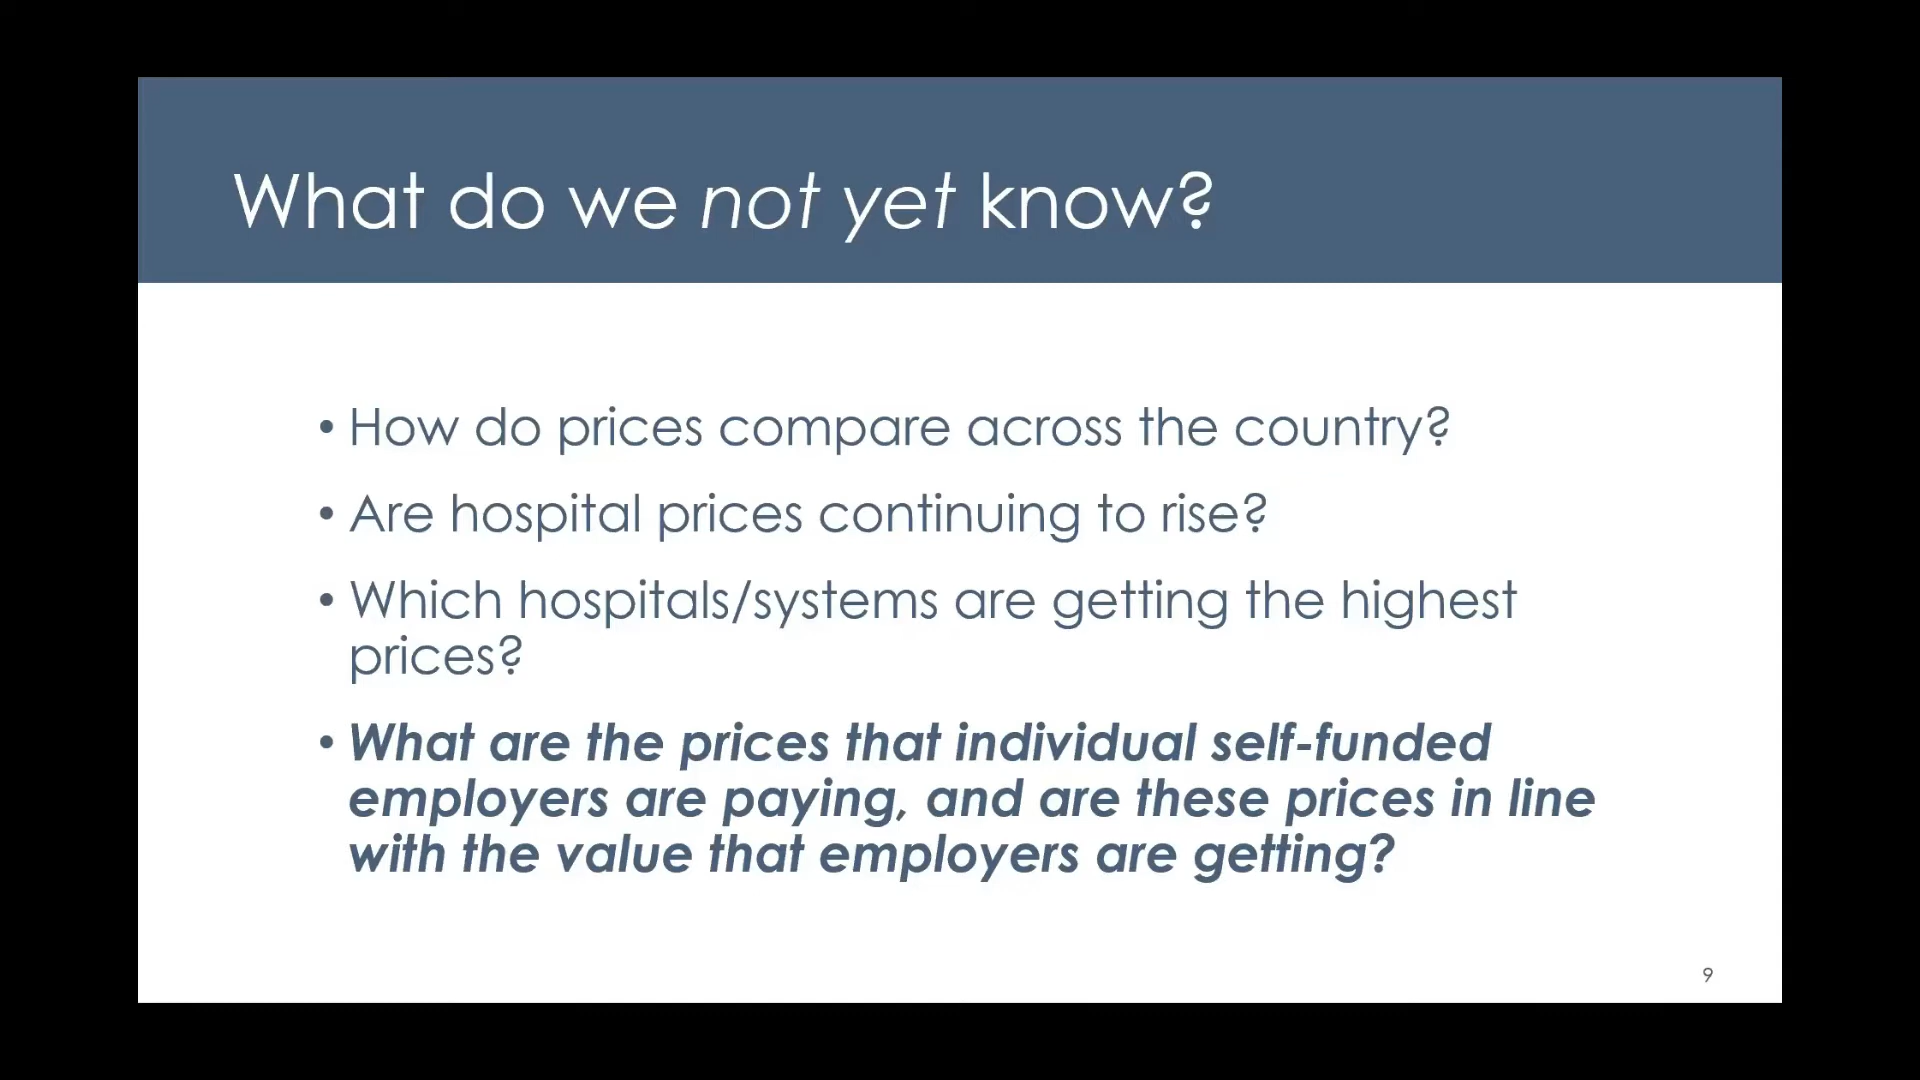 What do we not yet know?
• How do prices compare across the country?
• Are hospital prices continuing to rise?
• Which hospitals/systems are getting the highest
prices?
• What are the prices that individual self-funded
employers are paying, and are these prices in line
with the value that employers are getting?
9